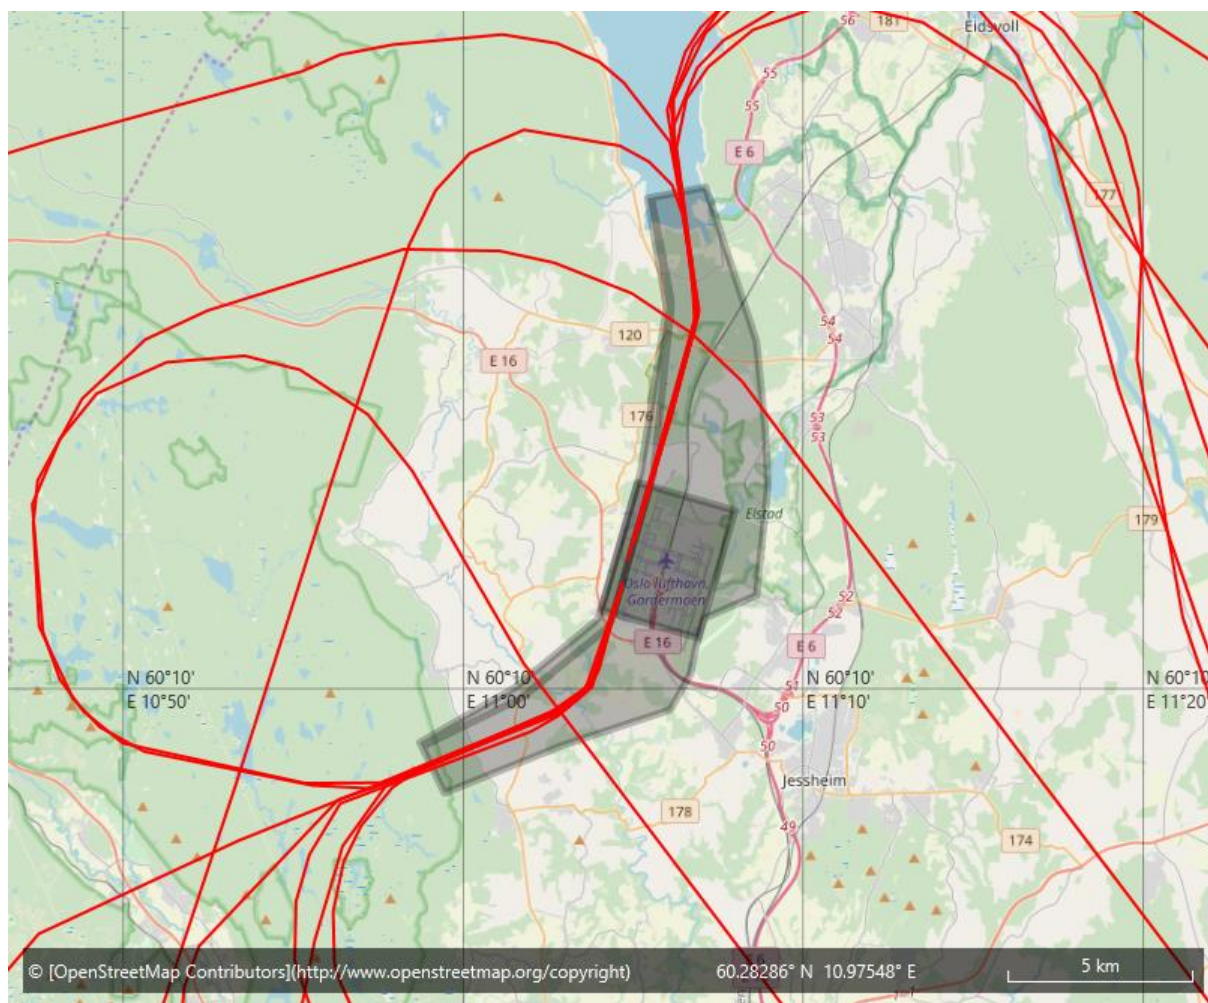 56
181
Eidsvoll
55
55
E 6
177
54
120
54
E 16
176
53
53
Elstad
179
Oslo lufthavn,
Gardermoen
52
52
E 16
E 6
N 60°10'
E 10°50'
N 60°10'
E 11°00'
N 60°10'
E 11°10'
N 60°10'
E 11°20'
51
50
50
Jessheim
178
49
174
© [OpenStreetMap Contributors](http://www.openstreetmap.org/copyright)
60.28286° N 10.97548° E
5 km